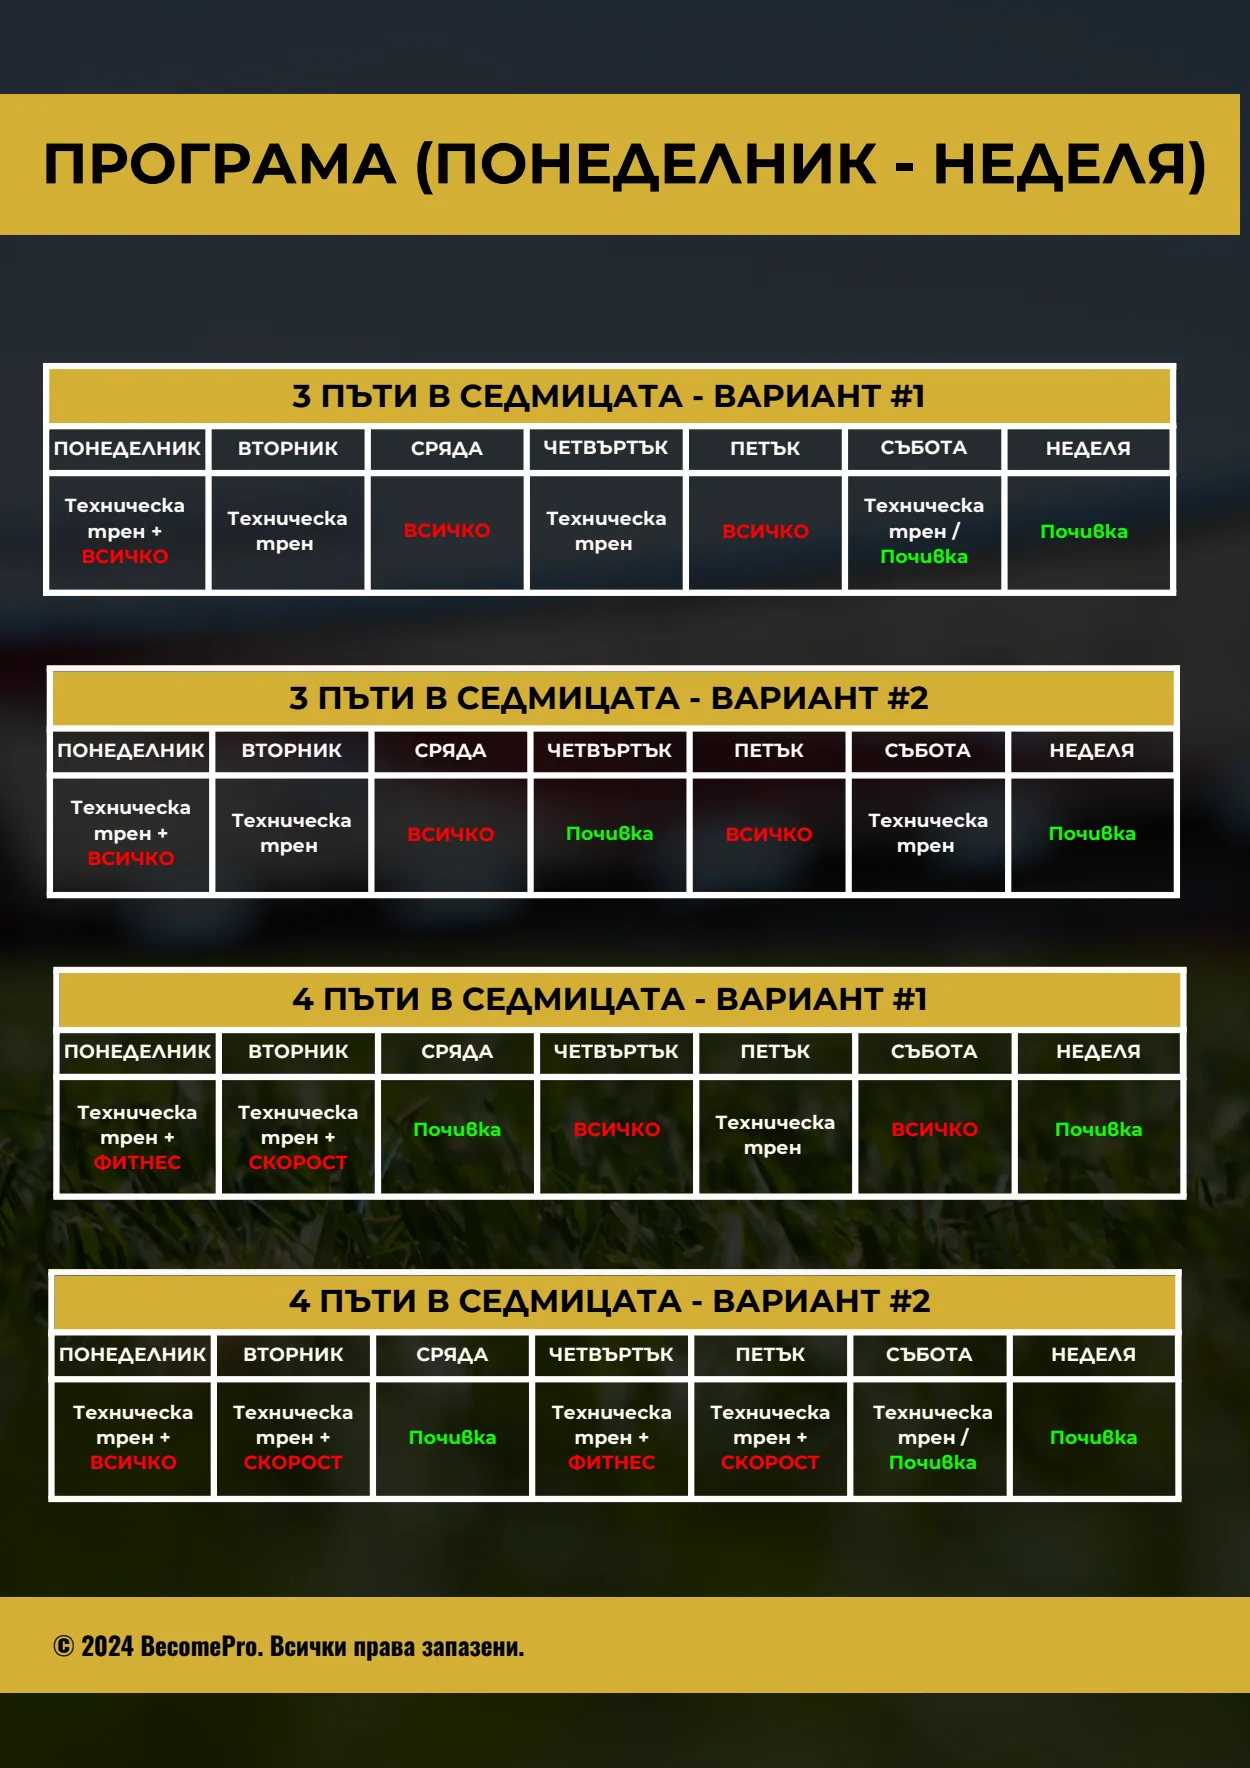 ПРОГРАМА (ПОНЕДЕЛНИК - НЕДЕЛЯ)
3 ПЪТИ В СЕДМИЦАТА - ВАРИАНТ #1
ПОНЕДЕЛНИК ВТОРНИК СРЯДА ЧЕТВЪРТЪК ПЕТЪК СЪБОТА НЕДЕЛЯ
Техническа
трен +
ВСИЧКО
Техническа
трен
ВСИЧКО
Техническа
трен
ВСИЧКО
Техническа
трен /
Почивка
Почивка
3 ПЪТИ В СЕДМИЦАТА - ВАРИАНТ #2
ПОНЕДЕЛНИК ВТОРНИК СРЯДА ЧЕТВЪРТЪК ПЕТЪК СЪБОТА НЕДЕЛЯ
Техническа
трен +
ВСИЧКО
Техническа
трен
ВСИЧКО
Почивка
ВСИЧКО
Техническа
трен
Почивка
4 ПЪТИ В СЕДМИЦАТА - ВАРИАНТ #1
ПОНЕДЕЛНИК ВТОРНИК СРЯДА ЧЕТВЪРТЪК ПЕТЪК СЪБОТА НЕДЕЛЯ
Техническа
трен +
ФИТНЕС
Техническа
трен +
СКОРОСТ
Почивка
ВСИЧКО
Техническа
трен
ВСИЧКО
Почивка
4 ПЪТИ В СЕДМИЦАТА - ВАРИАНТ #2
ПОНЕДЕЛНИК ВТОРНИК СРЯДА ЧЕТВЪРТЪК ПЕТЪК СЪБОТА НЕДЕЛЯ
Техническа
трен +
ВСИЧКО
Техническа
трен +
СКОРОСТ
Почивка
Техническа
трен +
ФИТНЕС
Техническа
трен +
СКОРОСТ
Техническа
трен /
Почивка
Почивка
© 2024 BecomePro. Всички права запазени.